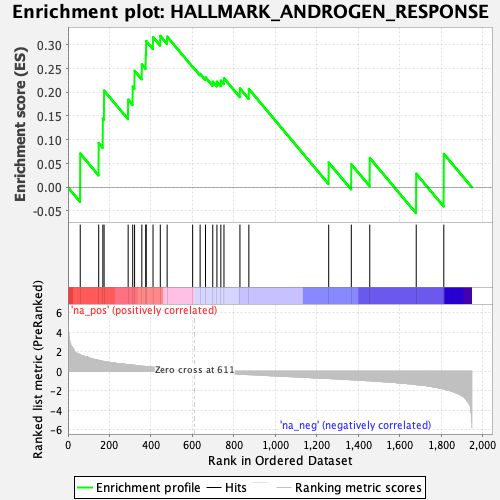 Enrichment plot: HALLMARK_ANDROGEN_RESPONSE
Enrichment score (ES)
0.30
0.25
0.20
0.15
0.10
0.05
0.00
-0.05
'na_pos' (positively correlated)
Ranked list metric (PreRanked)
6
4
2
0
-2
-4
-6
Zero cross at 611
'na_neg' (negatively correlated)
0 200 400 600 800 1,000 1,200 1,400 1,600 1,800 2,000
Rank in Ordered Dataset
Enrichment profile Hits Ranking metric scores